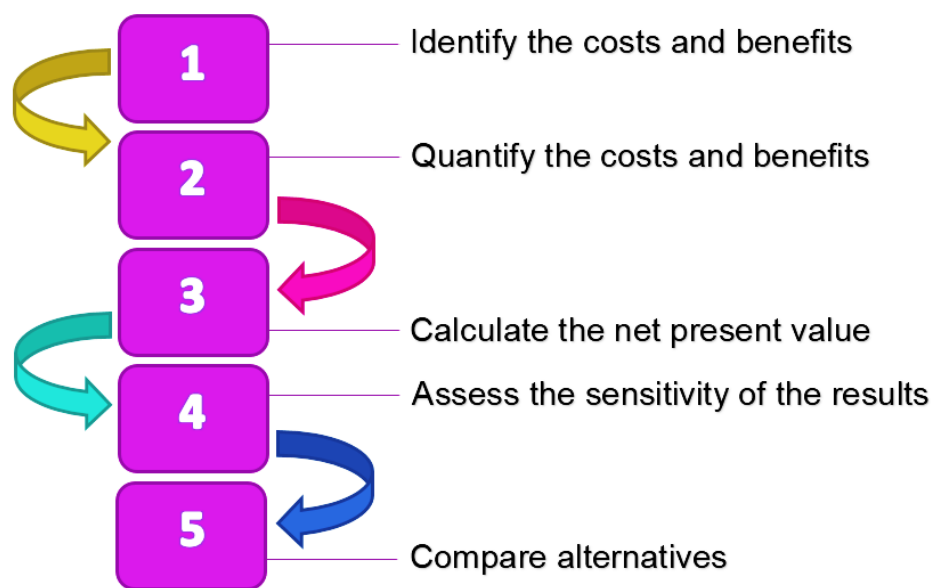 1
Identify the costs and benefits
2
Quantify the costs and benefits
3
Calculate the net present value
4
Assess the sensitivity of the results
5
Compare alternatives